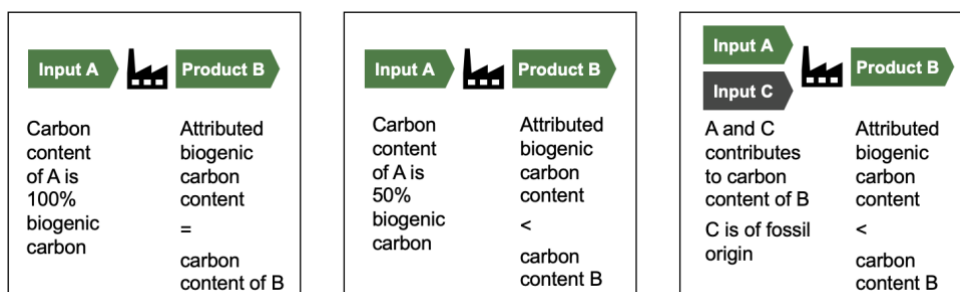 Input A
Product B
Carbon
content
of A is
100%
biogenic
carbon
Attributed
biogenic
carbon
content
=
carbon
content of B
Input A
Product B
Carbon
content
of A is
50%
biogenic
carbon
Attributed
biogenic
carbon
content
<
carbon
content B
Input A
Input C
Product B
A and C
contributes
to carbon
content of B
C is of fossil
origin
Attributed
biogenic
carbon
content
<
carbon
content B